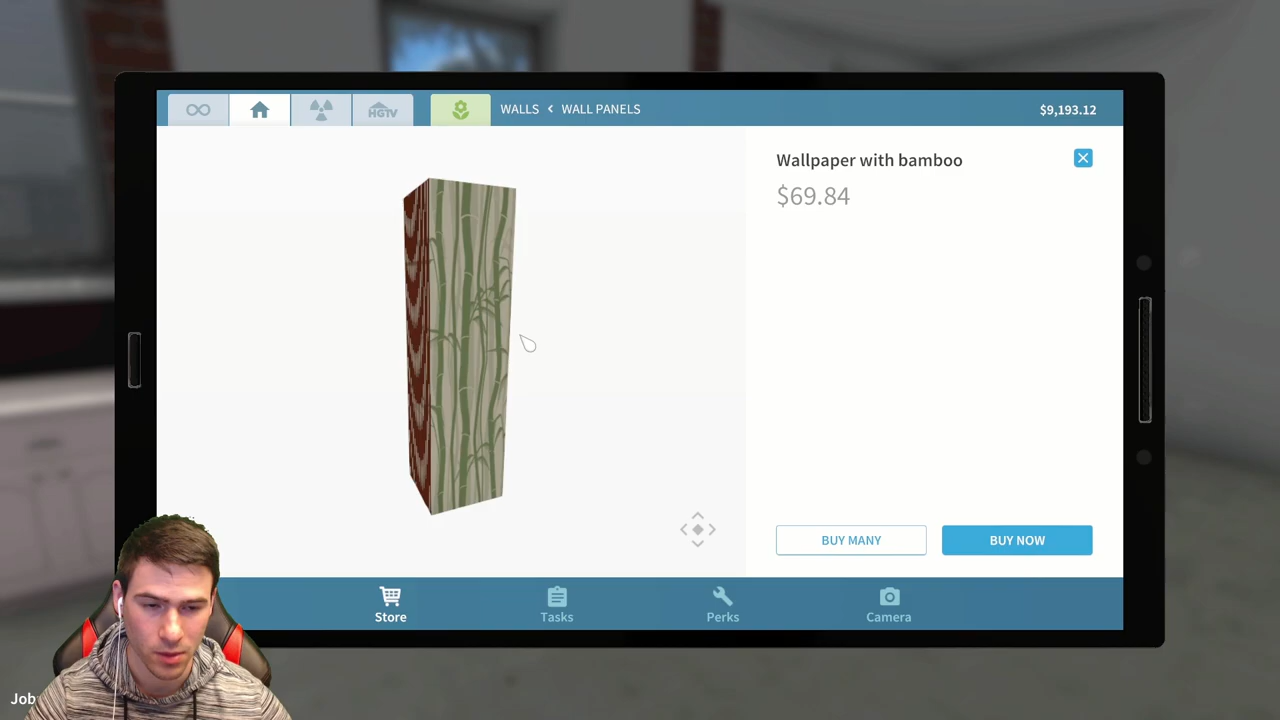 HGTV
WALLS < WALL PANELS
$9,193.12
Wallpaper with bamboo
$69.84
BUY MANY
BUY NOW
Store
Tasks
Perks
Camera
Job